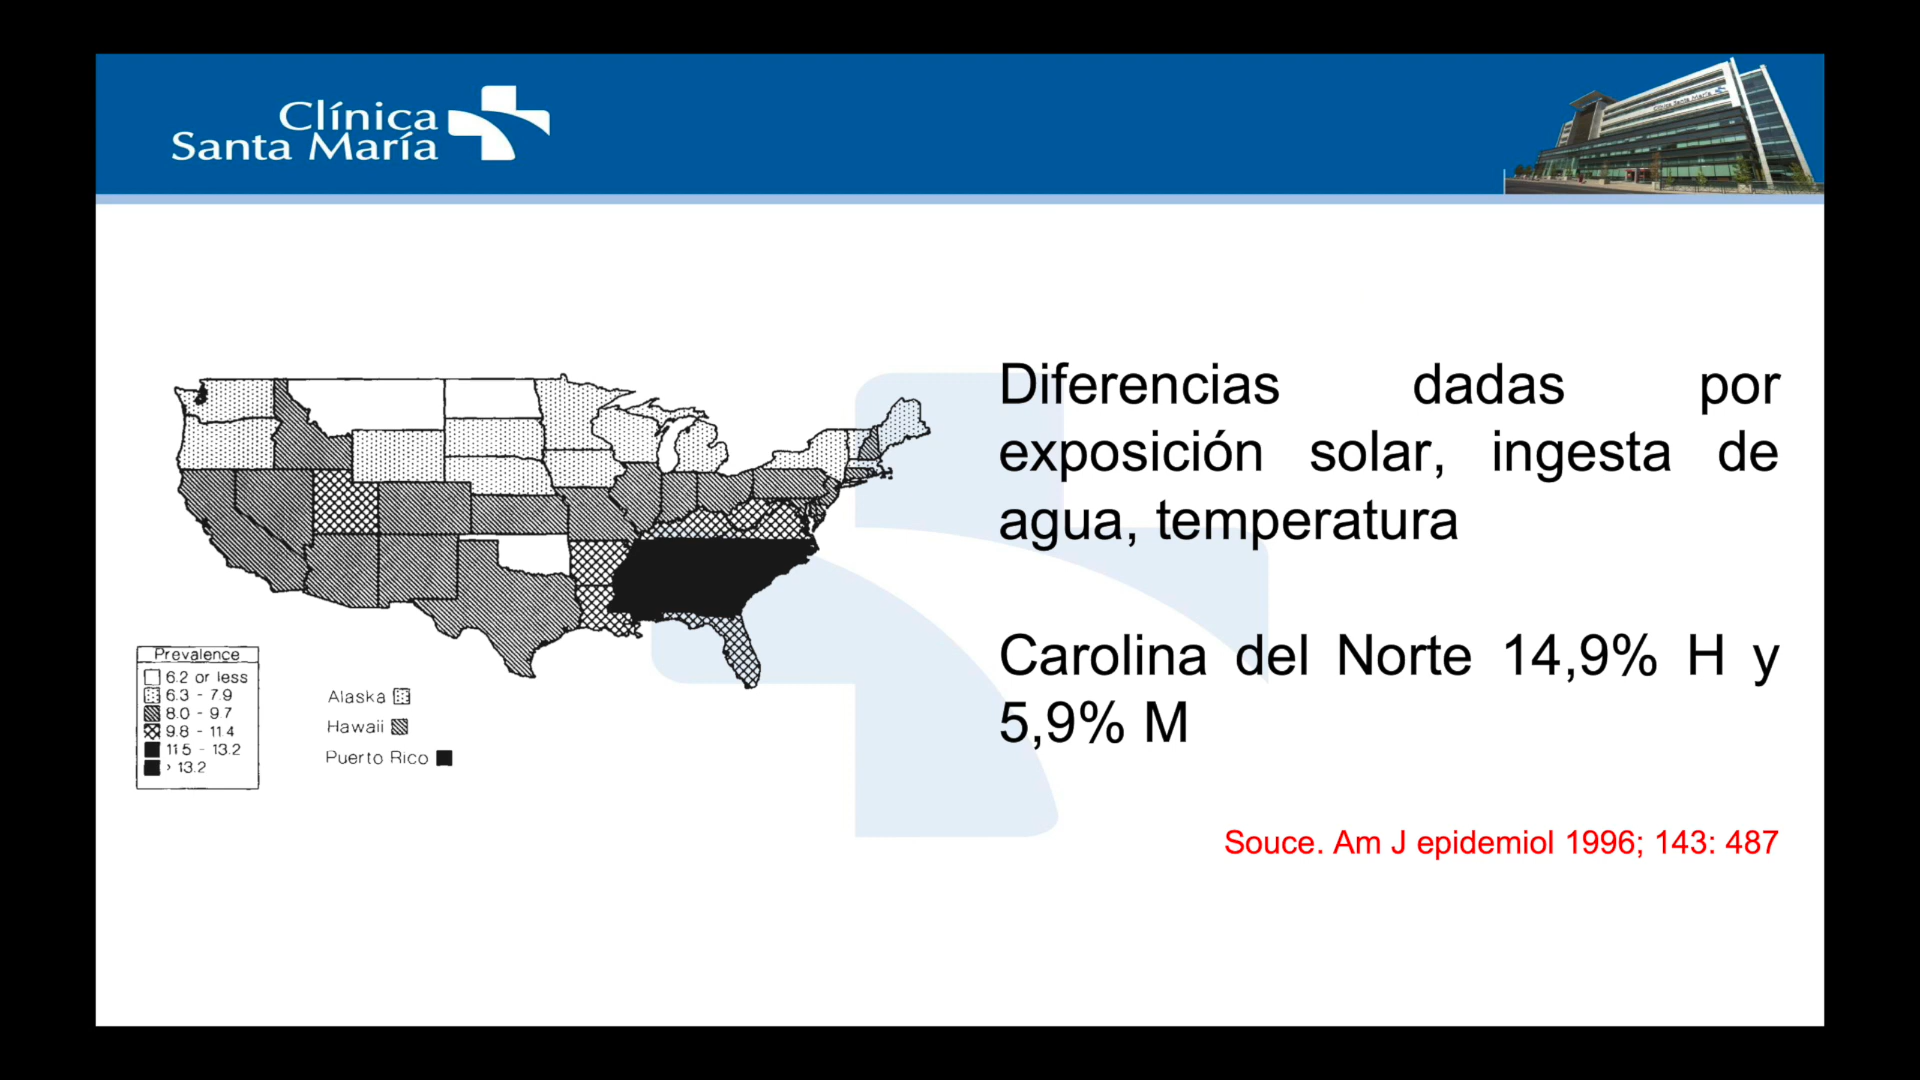 Clínica
Santa María
Diferencias dadas por
exposición solar, ingesta de
agua, temperatura
Carolina del Norte 14,9% H y
5,9% M
Souce. Am J epidemiol 1996; 143: 487
Prevalence
6.2 or less
6.3 - 7.9
8.0 - 9.7
9.8 - 11.4
11.5 - 13.2
> 13.2
Alaska
Hawaii
Puerto Rico